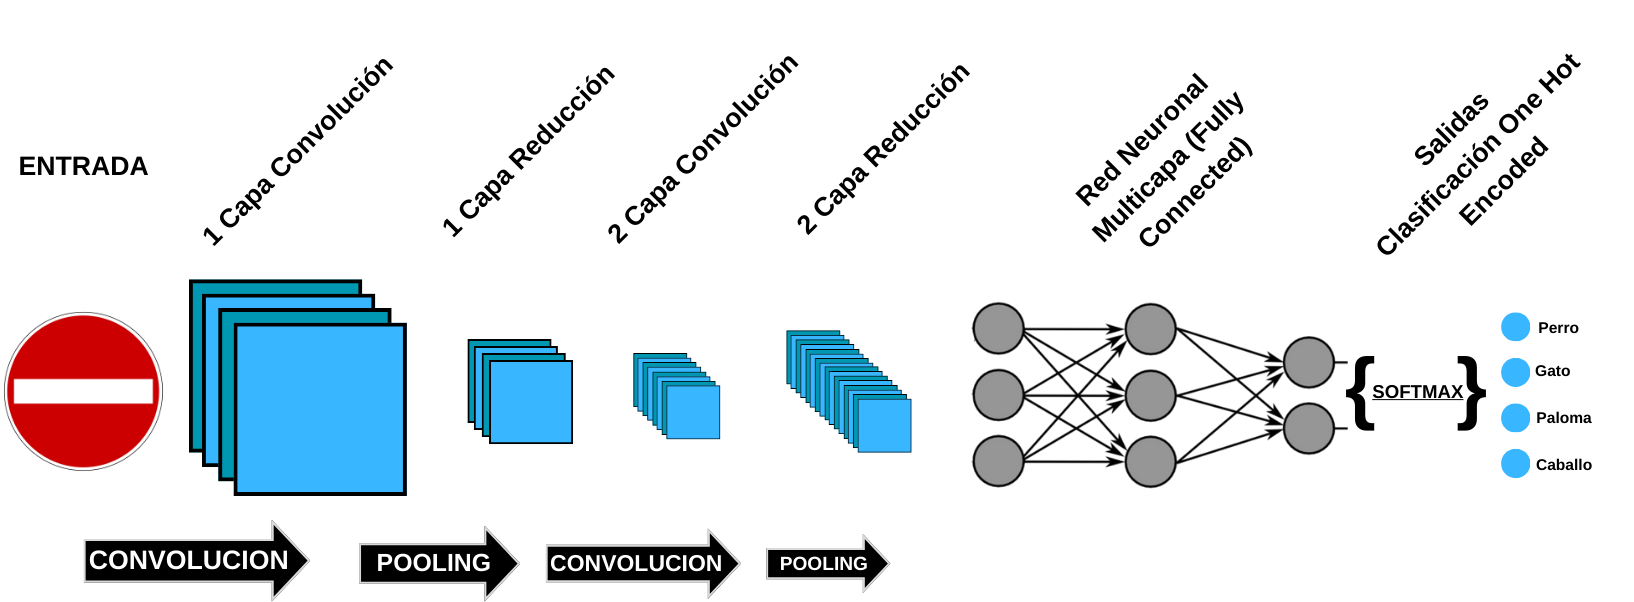 ENTRADA
1 Capa Convolución
1 Capa Reducción
2 Capa Convolución
2 Capa Reducción
Red Neuronal
Multicapa (Fully
Connected)
Salidas
Clasificación One Hot
Encoded
{SOFTMAX}
Perro
Gato
Paloma
Caballo
CONVOLUCION
POOLING
CONVOLUCION
POOLING